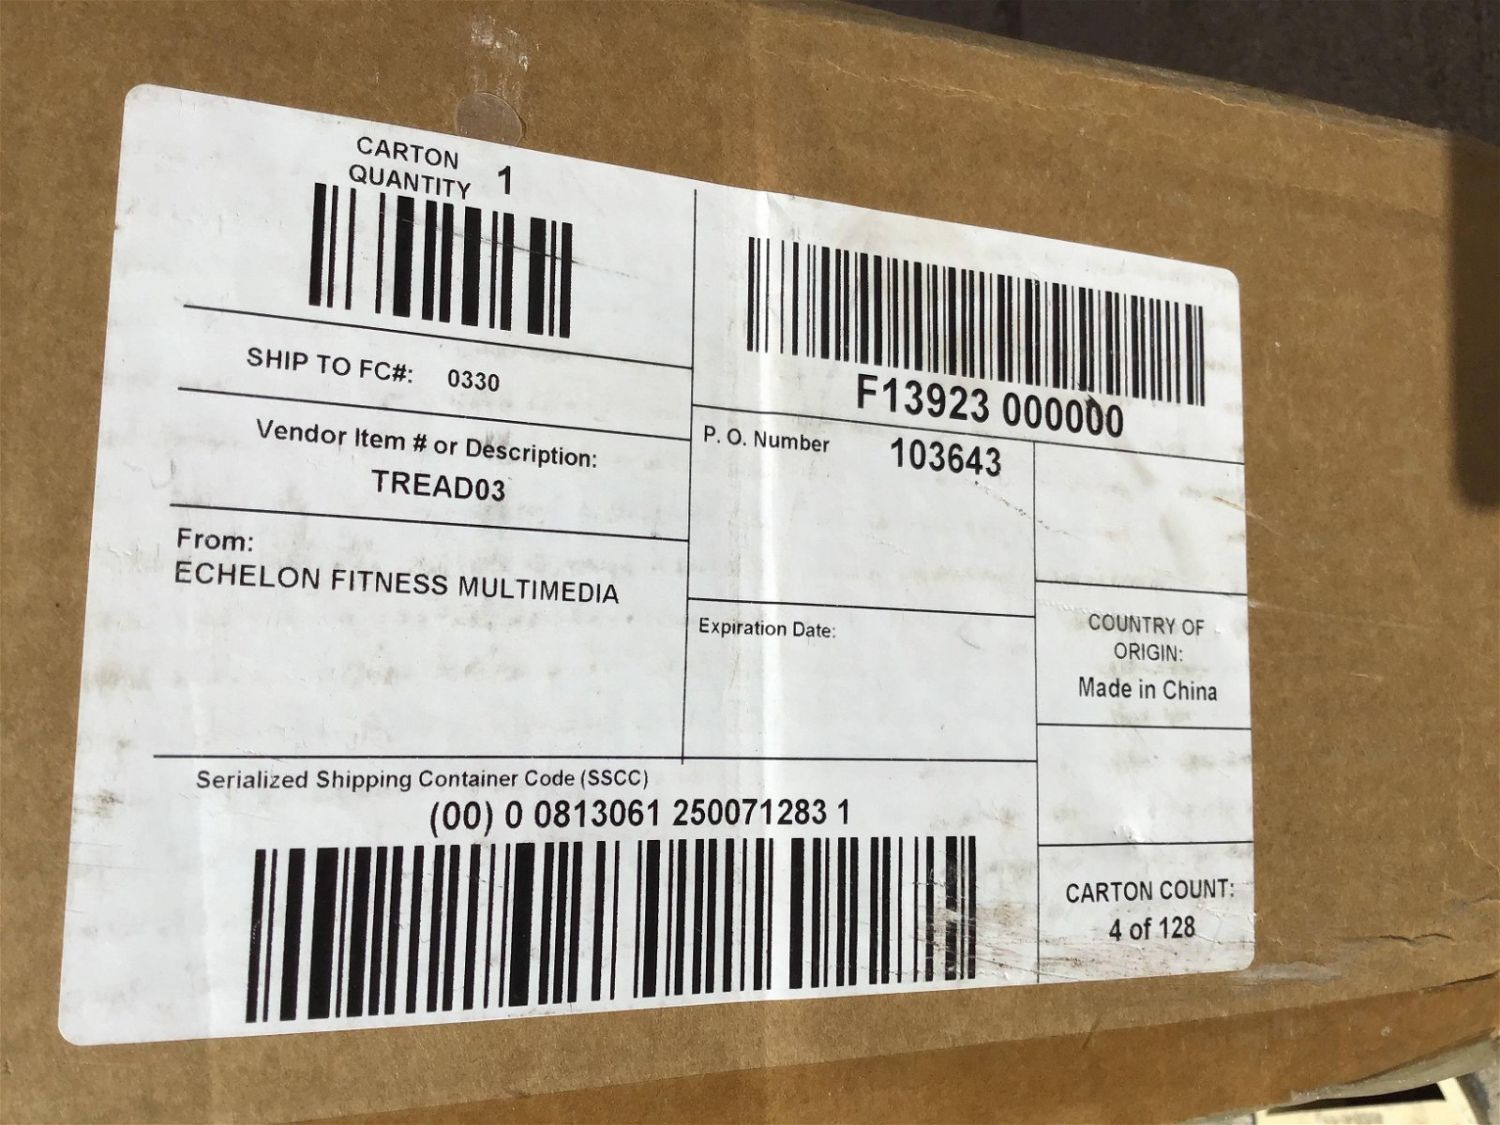 CARTON
QUANTITY 1
SHIP TO FC#: 0330
Vendor Item # or Description:
TREAD03
From:
ECHELON FITNESS MULTIMEDIA
F13923 000000
P. O. Number 103643
Expiration Date:
COUNTRY OF
ORIGIN:
Made in China
Serialized Shipping Container Code (SSCC)
(00) 0 0813061 250071283 1
CARTON COUNT:
4 of 128